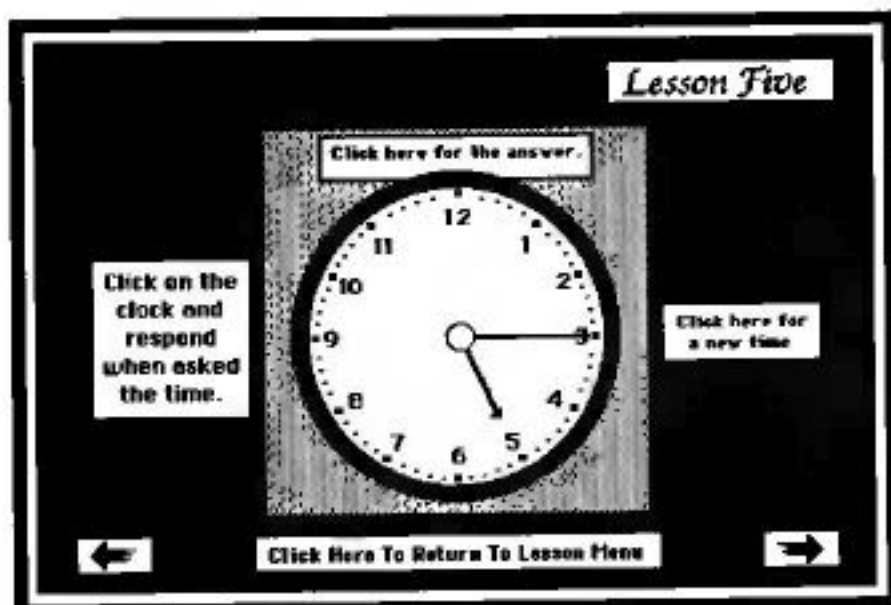 Lesson Five
Click here for the answer.
12
11
1
10
2
9
3
8
4
7
5
6
Click on the
clock and
respond
when asked
the time.
Click here for
a new time
Click Here To Return To Lesson Menu